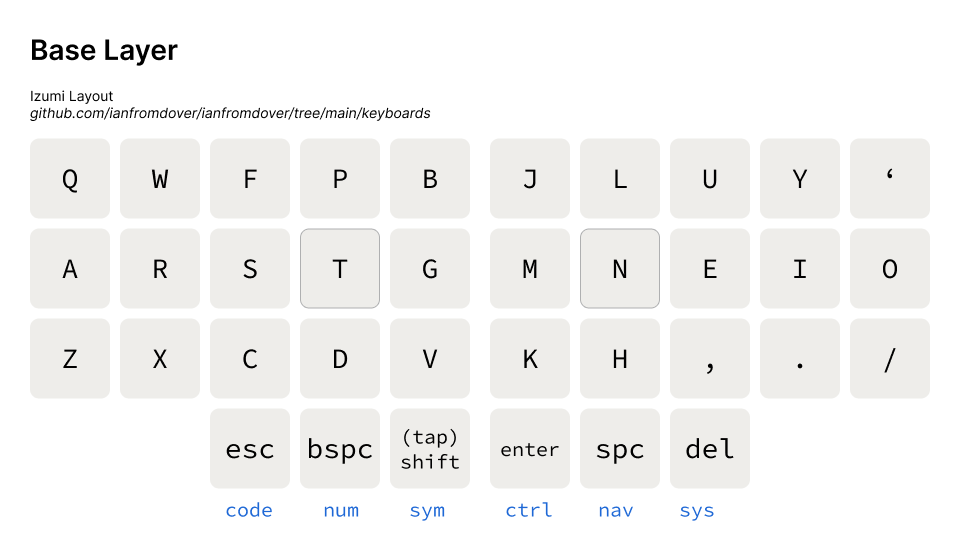 Base Layer
Izumi Layout
github.com/ianfromdover/ianfromdover/tree/main/keyboards
Q W F P B J L U Y ‘
A R S T G M N E I O
Z X C D V K H , . /
esc bspc (tap) shift enter spc del
code num sym ctrl nav sys